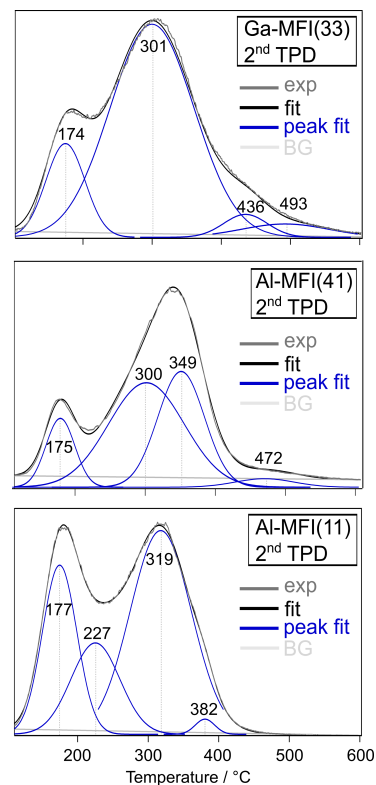 Ga-MFI(33)
2nd TPD
301
exp
fit
peak fit
BG
174
436
493
Al-MFI(41)
2nd TPD
exp
fit
peak fit
BG
349
300
175
472
Al-MFI(11)
2nd TPD
319
exp
fit
peak fit
BG
177
227
382
200 300 400 500 600
Temperature / °C